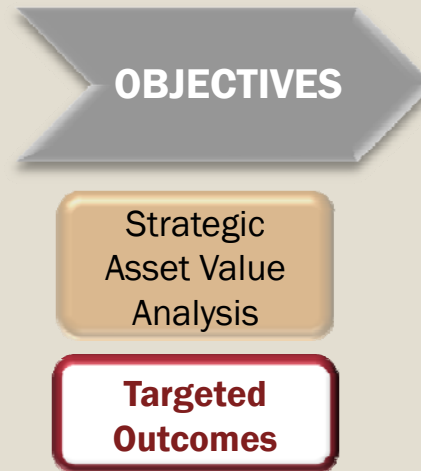 OBJECTIVES
Strategic
Asset Value
Analysis
Targeted
Outcomes